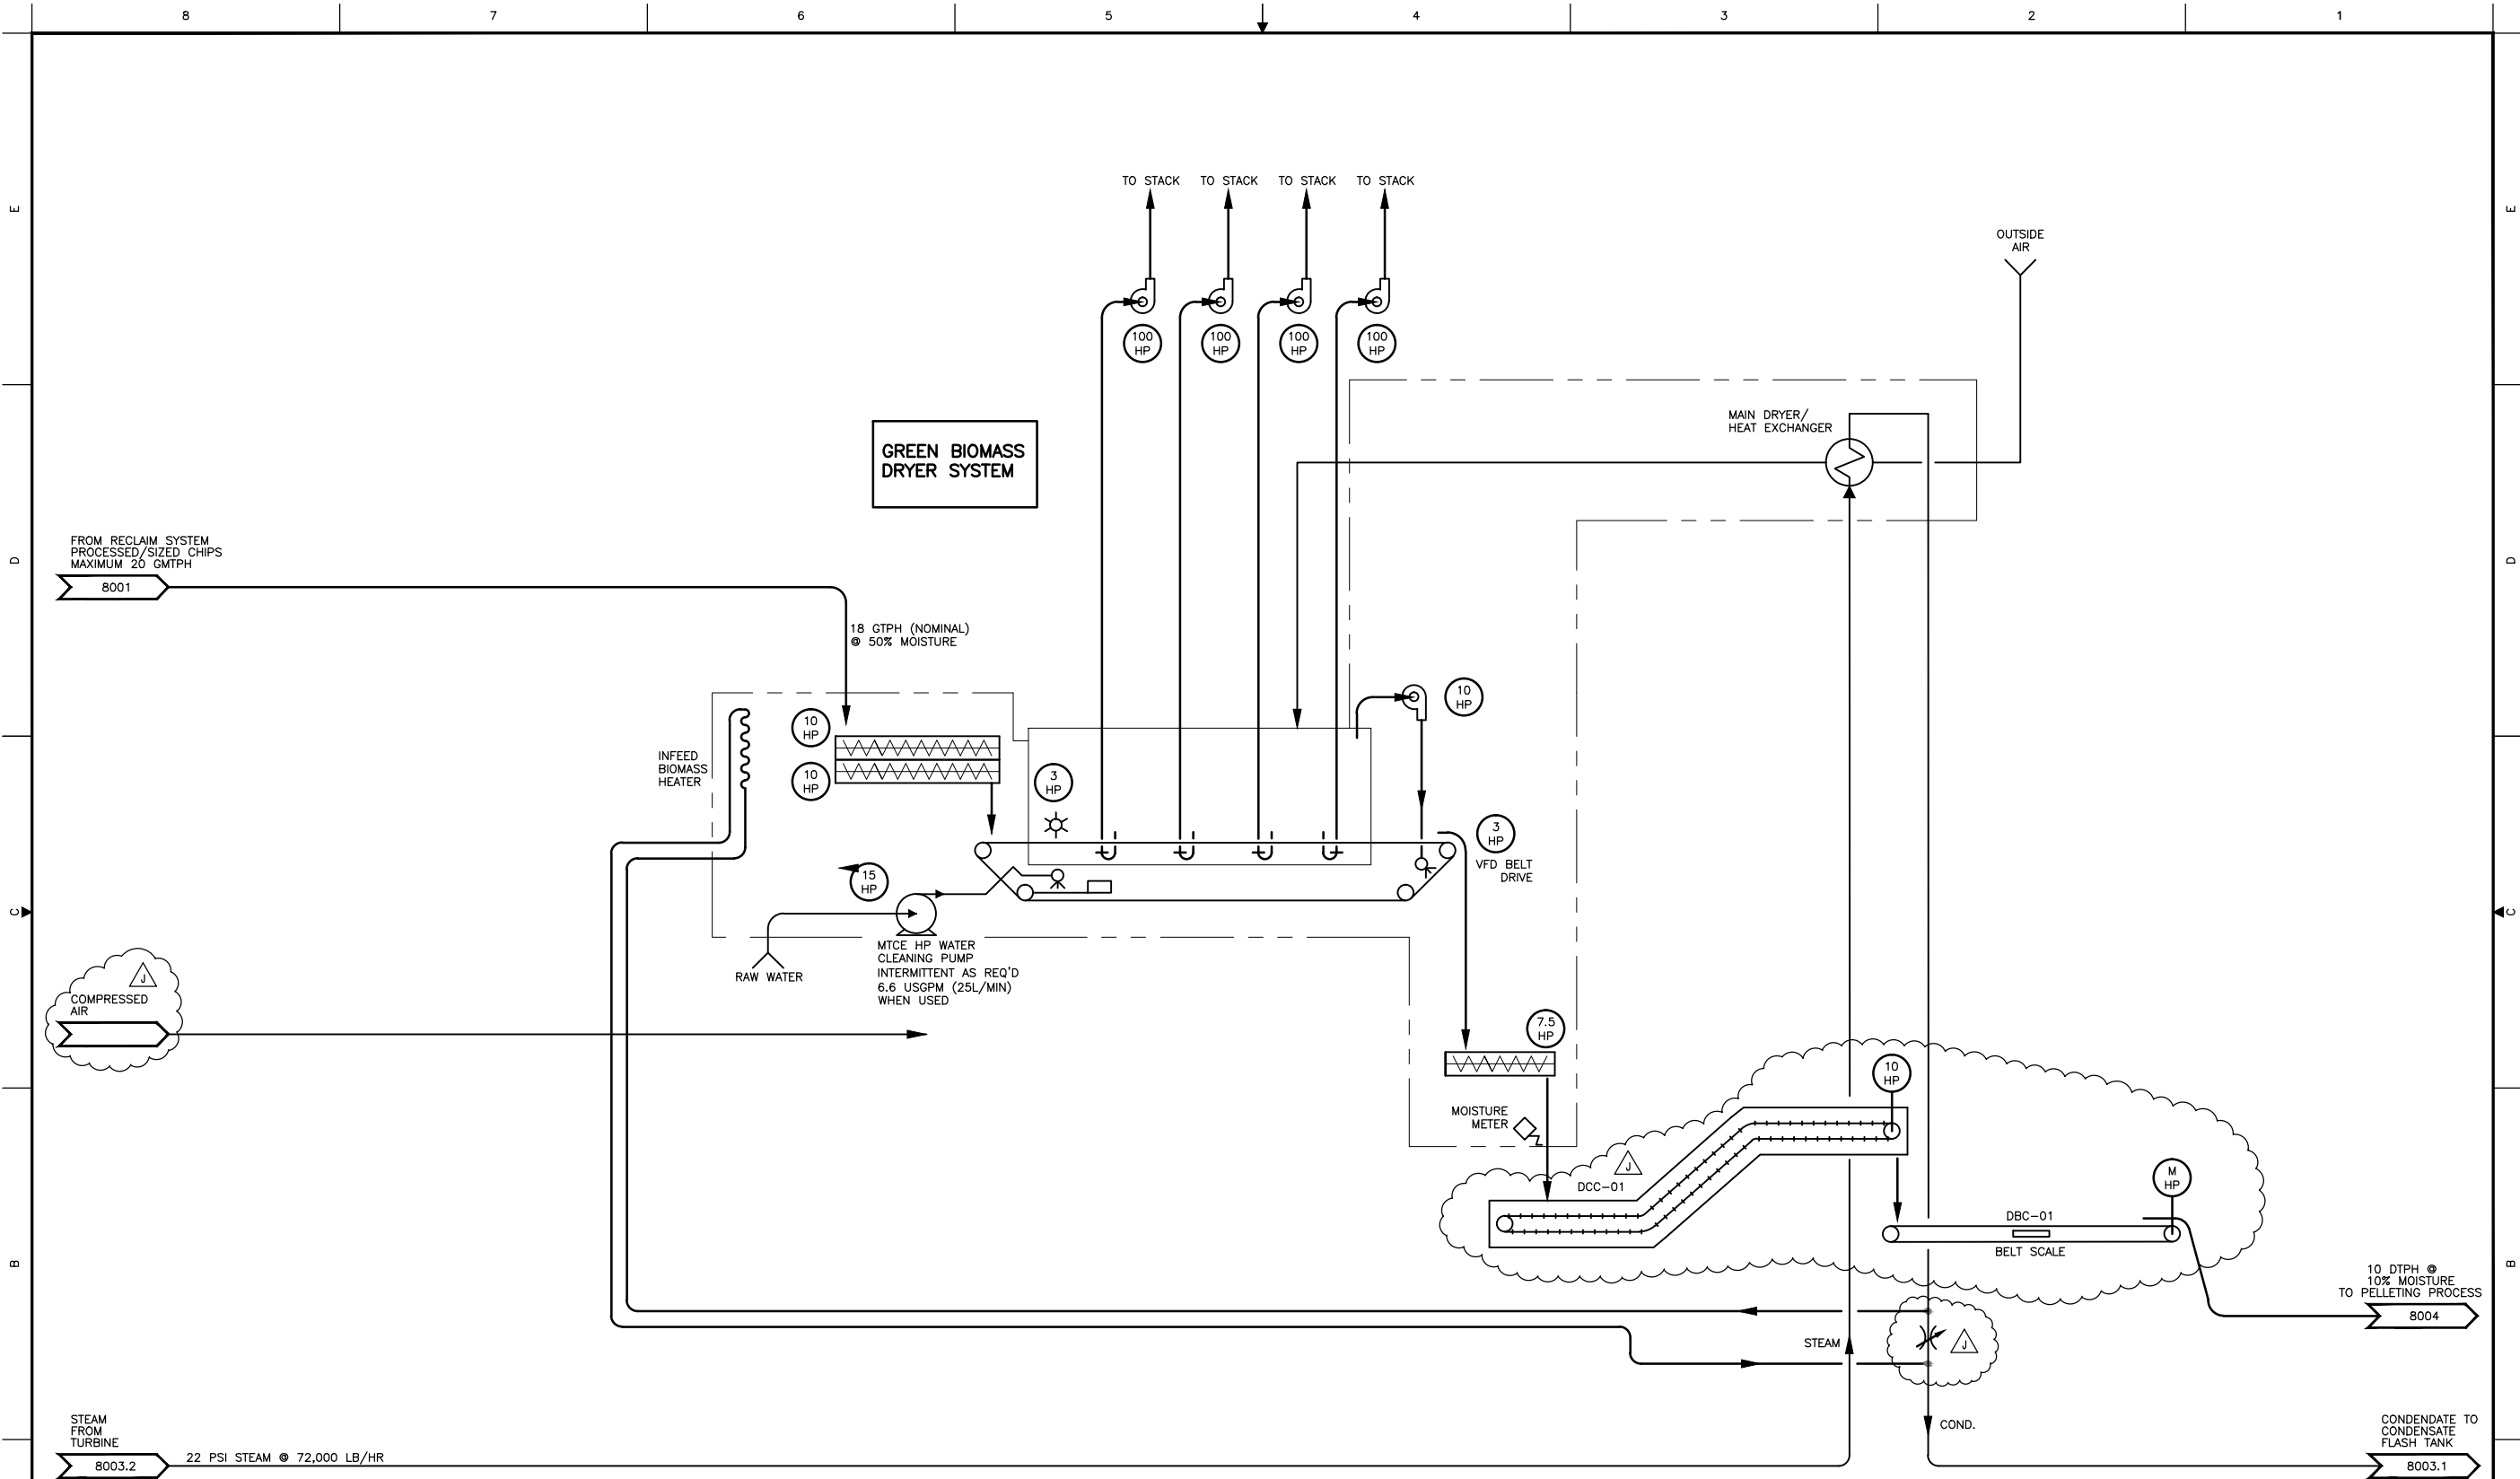 8 7 6 5 4 3 2 1
TO STACK TO STACK TO STACK TO STACK
E E
OUTSIDE
AIR
100
HP
100
HP
100
HP
100
HP
MAIN DRYER/
HEAT EXCHANGER
GREEN BIOMASS
DRYER SYSTEM
FROM RECLAIM SYSTEM
PROCESSED/SIZED CHIPS
MAXIMUM 20 GMTPH
8001
D D
18 GTPH (NOMINAL)
@ 50% MOISTURE
10
HP
10
HP
INFEED
BIOMASS
HEATER
10
HP
3
HP
3
HP
VFD BELT
DRIVE
15
HP
C C
MTCE HP WATER
CLEANING PUMP
INTERMITTENT AS REQ'D
6.6 USGPM (25L/MIN)
WHEN USED
RAW WATER
J
COMPRESSED
AIR
7.5
HP
10
HP
MOISTURE
METER
J
DCC-01
M
HP
DBC-01
BELT SCALE
B B
10 DTPH @
10% MOISTURE
TO PELLETING PROCESS
8004
STEAM
J
COND.
STEAM
FROM
TURBINE
8003.2
22 PSI STEAM @ 72,000 LB/HR
CONDENDATE TO
CONDENSATE
FLASH TANK
8003.1